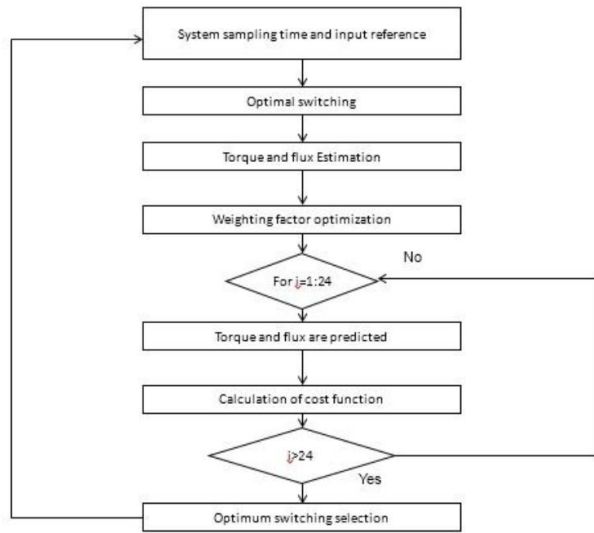 System sampling time and input reference
Optimal switching
Torque and flux Estimation
Weighting factor optimization
For j=1:24
No
Torque and flux are predicted
Calculation of cost function
j>24
Yes
Optimum switching selection